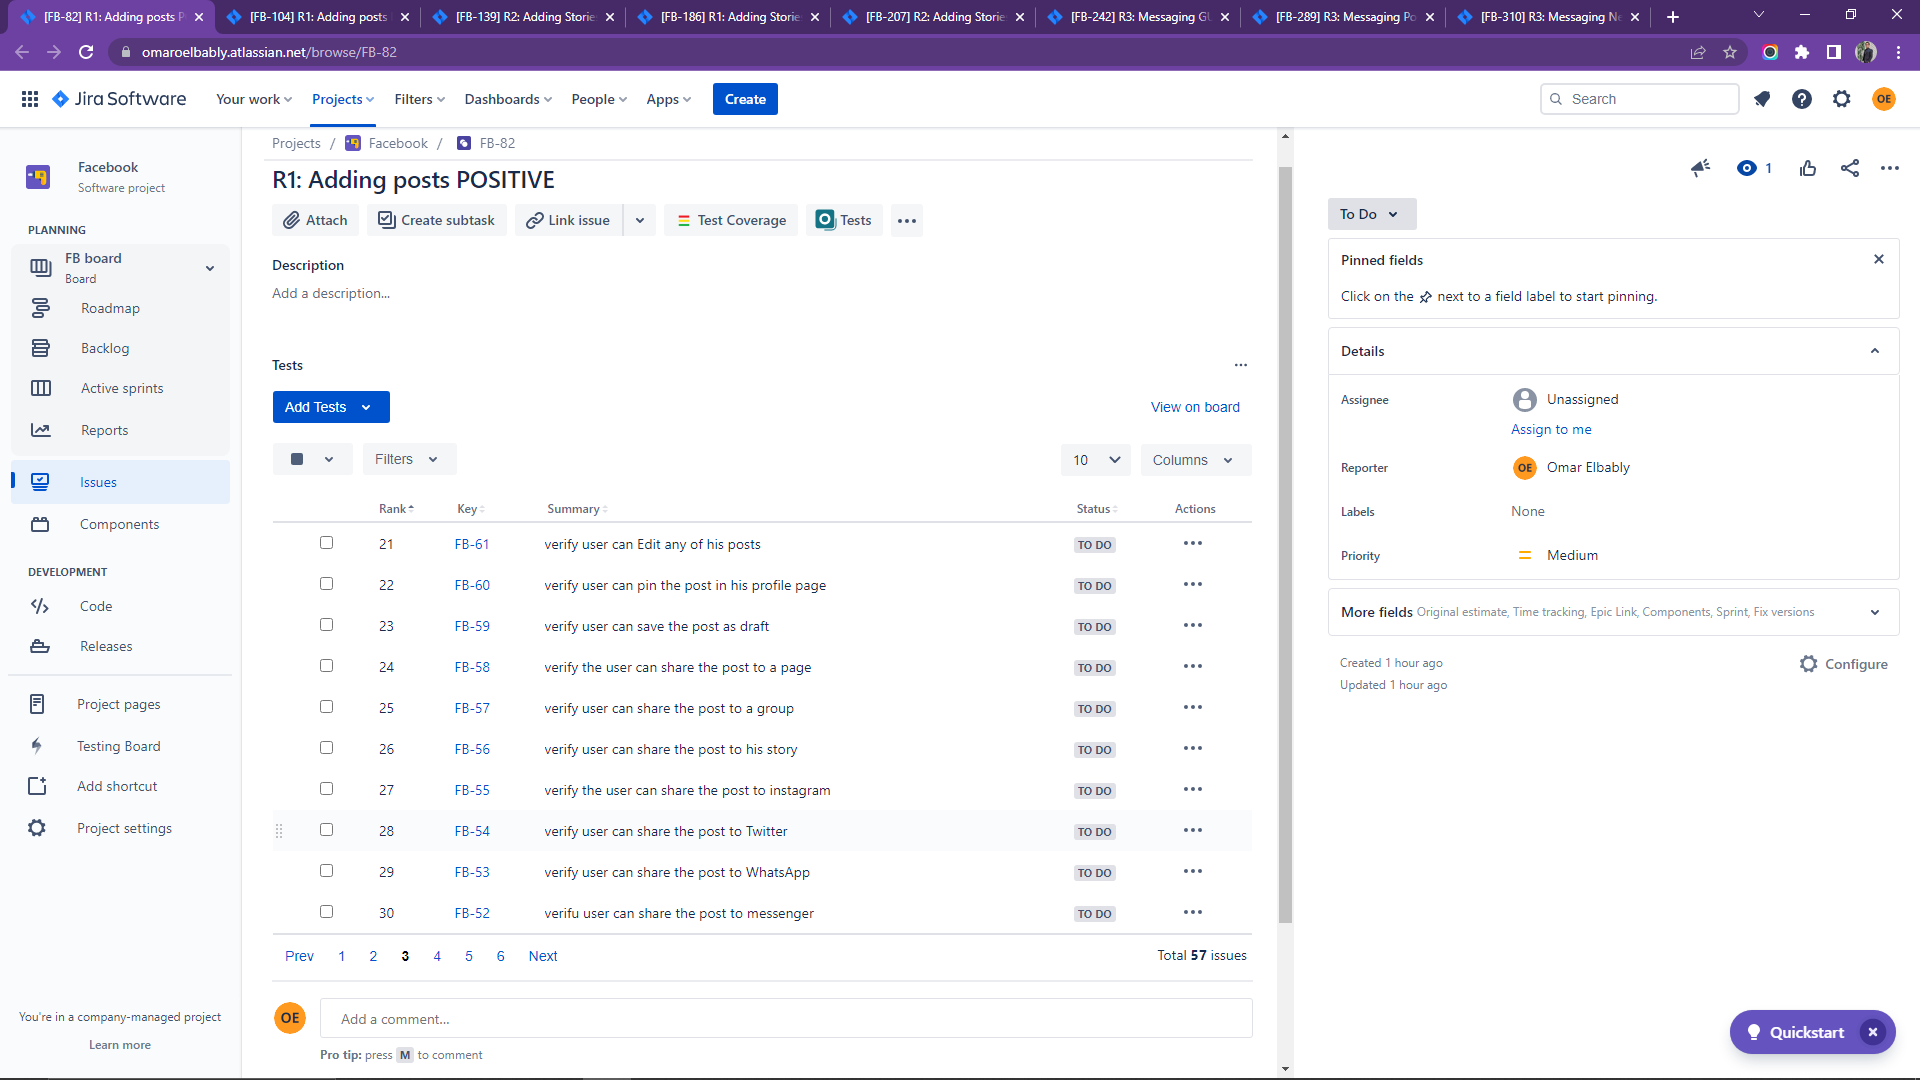 [FB-82] R1: Adding posts P
[FB-104] R1: Adding posts
[FB-139] R2: Adding Storie
[FB-186] R1: Adding Storie
[FB-207] R2: Adding Storie
[FB-242] R3: Messaging GU
[FB-289] R3: Messaging Po
[FB-310] R3: Messaging Ne
omaroelbably.atlassian.net/browse/FB-82
Jira Software
Your work
Projects
Filters
Dashboards
People
Apps
Create
Search
OE
Facebook
Software project
PLANNING
FB board
Board
Roadmap
Backlog
Active sprints
Reports
Issues
Components
DEVELOPMENT
Code
Releases
Project pages
Testing Board
Add shortcut
Project settings
You're in a company-managed project
Learn more
Projects / Facebook / FB-82
R1: Adding posts POSITIVE
Attach
Create subtask
Link issue
Test Coverage
Tests
Description
Add a description...
Tests
Add Tests
View on board
Filters
10
Columns
Rank Key Summary Status Actions
21 FB-61 verify user can Edit any of his posts TO DO
22 FB-60 verify user can pin the post in his profile page TO DO
23 FB-59 verify user can save the post as draft TO DO
24 FB-58 verify the user can share the post to a page TO DO
25 FB-57 verify user can share the post to a group TO DO
26 FB-56 verify user can share the post to his story TO DO
27 FB-55 verify the user can share the post to instagram TO DO
28 FB-54 verify user can share the post to Twitter TO DO
29 FB-53 verify user can share the post to WhatsApp TO DO
30 FB-52 verifu user can share the post to messenger TO DO
Prev 1 2 3 4 5 6 Next
Total 57 issues
OE
Add a comment...
Pro tip: press M to comment
1
To Do
Pinned fields
Click on the next to a field label to start pinning.
Details
Assignee
Unassigned
Assign to me
Reporter
OE
Omar Elbably
Labels
None
Priority
Medium
More fields Original estimate, Time tracking, Epic Link, Components, Sprint, Fix versions
Created 1 hour ago
Updated 1 hour ago
Configure
Quickstart